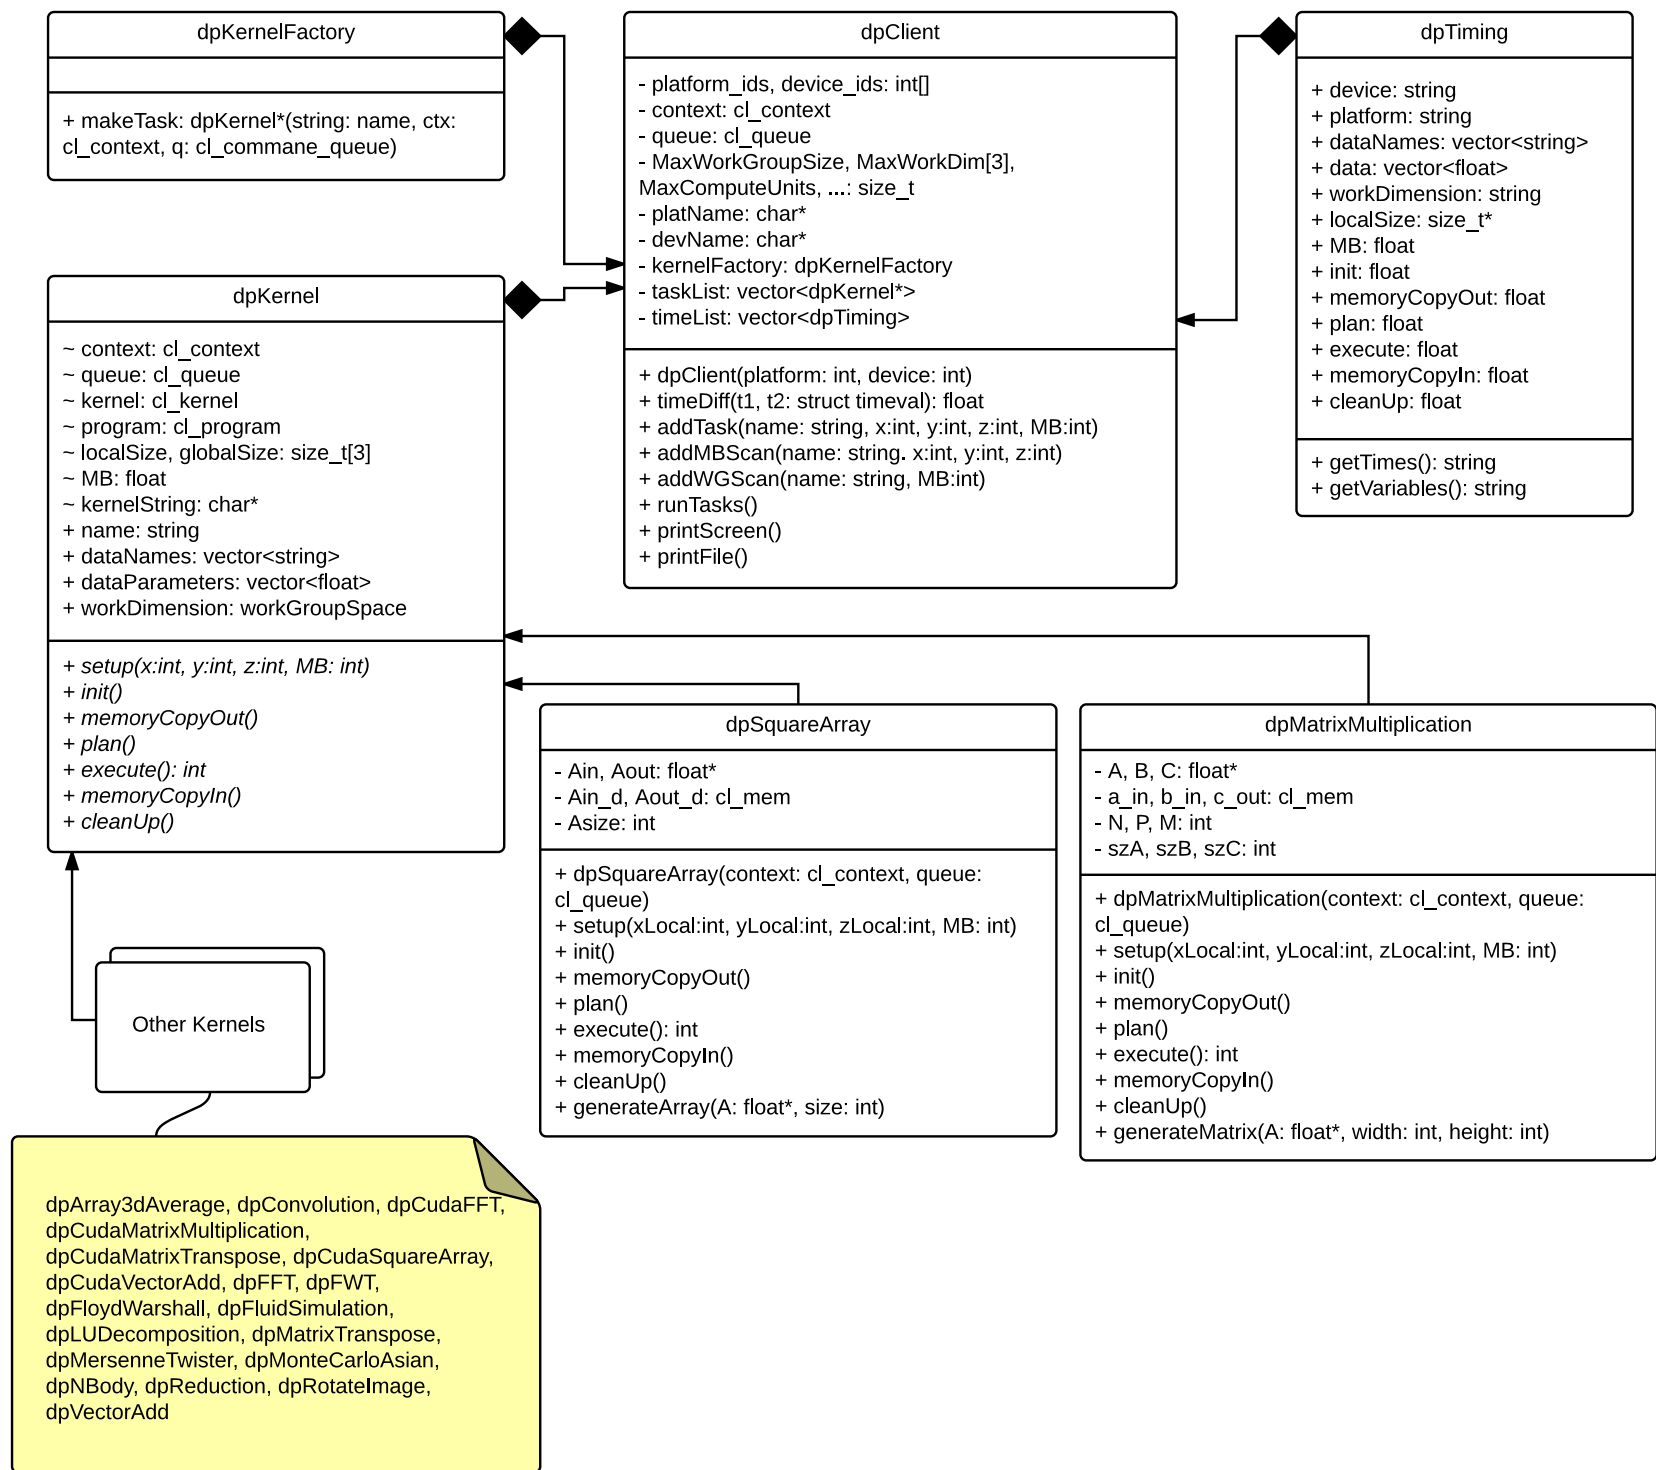 dpKernelFactory
+ makeTask: dpKernel*(string: name, ctx:
cl_context, q: cl_commane_queue)
dpClient
- platform_ids, device_ids: int[]
- context: cl_context
- queue: cl_queue
- MaxWorkGroupSize, MaxWorkDim[3],
MaxComputeUnits, ...: size_t
- platName: char*
- devName: char*
- kernelFactory: dpKernelFactory
- taskList: vector<dpKernel*>
- timeList: vector<dpTiming>
+ dpClient(platform: int, device: int)
+ timeDiff(t1, t2: struct timeval): float
+ addTask(name: string, x:int, y:int, z:int, MB:int)
+ addMBScan(name: string. x:int, y:int, z:int)
+ addWGScan(name: string, MB:int)
+ runTasks()
+ printScreen()
+ printFile()
dpTiming
+ device: string
+ platform: string
+ dataNames: vector<string>
+ data: vector<float>
+ workDimension: string
+ localSize: size_t*
+ MB: float
+ init: float
+ memoryCopyOut: float
+ plan: float
+ execute: float
+ memoryCopyIn: float
+ cleanUp: float
+ getTimes(): string
+ getVariables(): string
dpKernel
~ context: cl_context
~ queue: cl_queue
~ kernel: cl_kernel
~ program: cl_program
~ localSize, globalSize: size_t[3]
~ MB: float
~ kernelString: char*
+ name: string
+ dataNames: vector<string>
+ dataParameters: vector<float>
+ workDimension: workGroupSpace
+ setup(x:int, y:int, z:int, MB: int)
+ init()
+ memoryCopyOut()
+ plan()
+ execute(): int
+ memoryCopyIn()
+ cleanUp()
dpSquareArray
- Ain, Aout: float*
- Ain_d, Aout_d: cl_mem
- Asize: int
+ dpSquareArray(context: cl_context, queue:
cl_queue)
+ setup(xLocal:int, yLocal:int, zLocal:int, MB: int)
+ init()
+ memoryCopyOut()
+ plan()
+ execute(): int
+ memoryCopyIn()
+ cleanUp()
+ generateArray(A: float*, size: int)
dpMatrixMultiplication
- A, B, C: float*
- a_in, b_in, c_out: cl_mem
- N, P, M: int
- szA, szB, szC: int
+ dpMatrixMultiplication(context: cl_context, queue:
cl_queue)
+ setup(xLocal:int, yLocal:int, zLocal:int, MB: int)
+ init()
+ memoryCopyOut()
+ plan()
+ execute(): int
+ memoryCopyIn()
+ cleanUp()
+ generateMatrix(A: float*, width: int, height: int)
Other Kernels
dpArray3dAverage, dpConvolution, dpCudaFFT,
dpCudaMatrixMultiplication,
dpCudaMatrixTranspose, dpCudaSquareArray,
dpCudaVectorAdd, dpFFT, dpFWT,
dpFloydWarshall, dpFluidSimulation,
dpLUDecomposition, dpMatrixTranspose,
dpMersenneTwister, dpMonteCarloAsian,
dpNBody, dpReduction, dpRotateImage,
dpVectorAdd